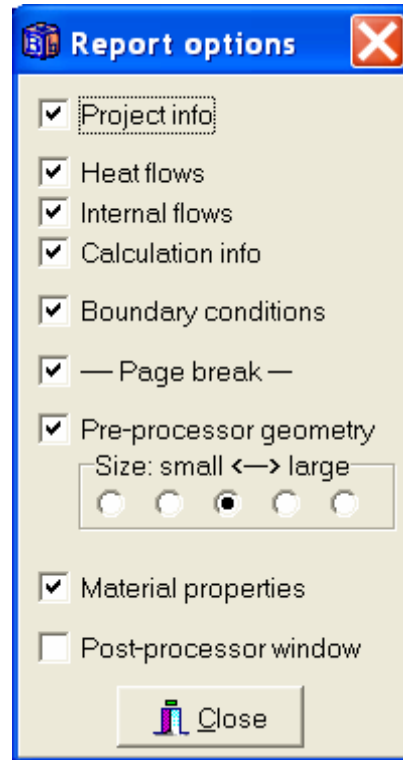 Report options
Project info
Heat flows
Internal flows
Calculation info
Boundary conditions
— Page break —
Pre-processor geometry
Size: small <—> large
Material properties
Post-processor window
Close